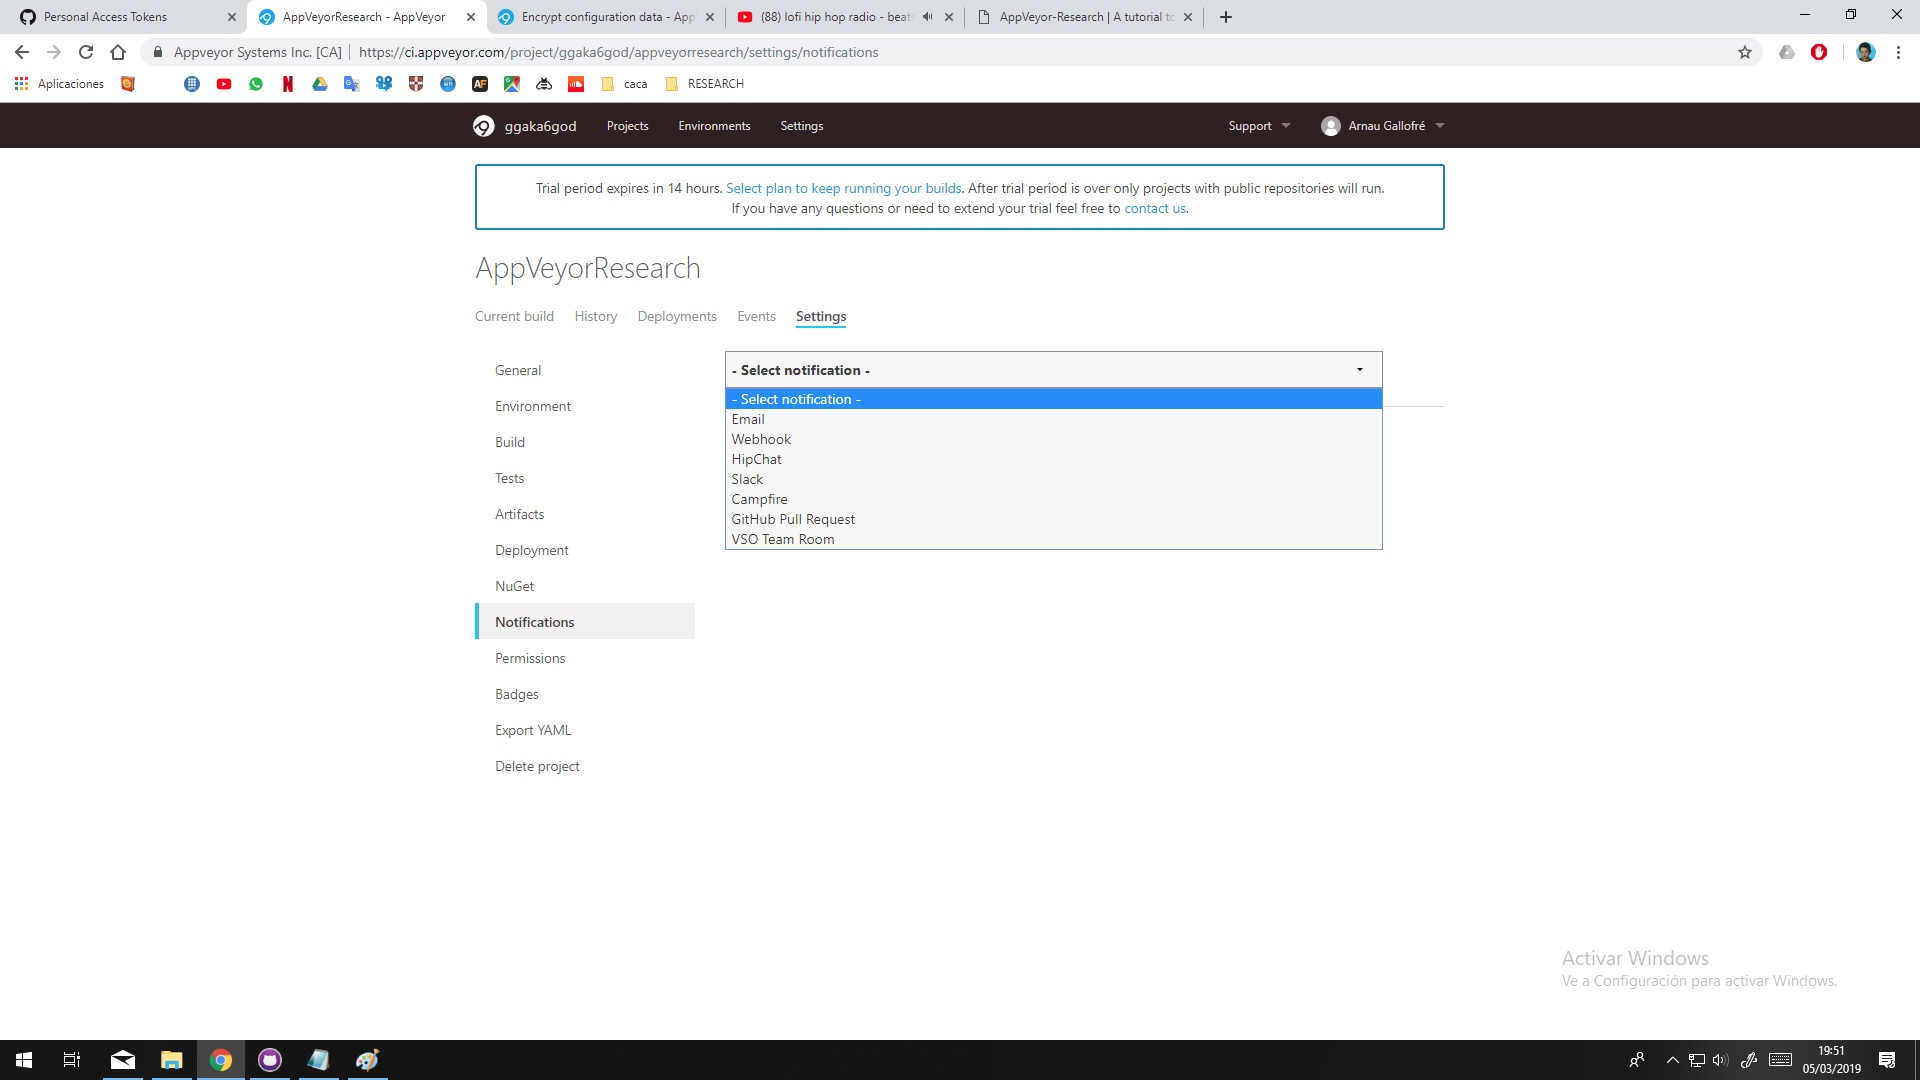 Personal Access Tokens
AppVeyorResearch - AppVeyor
Encrypt configuration data - App
(88) lofi hip hop radio - beat
AppVeyor-Research | A tutorial to
Appveyor Systems Inc. [CA]
https://ci.appveyor.com/project/ggaka6god/appveyorresearch/settings/notifications
Aplicaciones
caca
RESEARCH
ggaka6god
Projects
Environments
Settings
Support
Arnau Gallofré
Trial period expires in 14 hours. Select plan to keep running your builds. After trial period is over only projects with public repositories will run.
If you have any questions or need to extend your trial feel free to contact us.
AppVeyorResearch
Current build
History
Deployments
Events
Settings
General
Environment
Build
Tests
Artifacts
Deployment
NuGet
Notifications
Permissions
Badges
Export YAML
Delete project
- Select notification -
- Select notification -
Email
Webhook
HipChat
Slack
Campfire
GitHub Pull Request
VSO Team Room
Activar Windows
Ve a Configuración para activar Windows.
19:51
05/03/2019